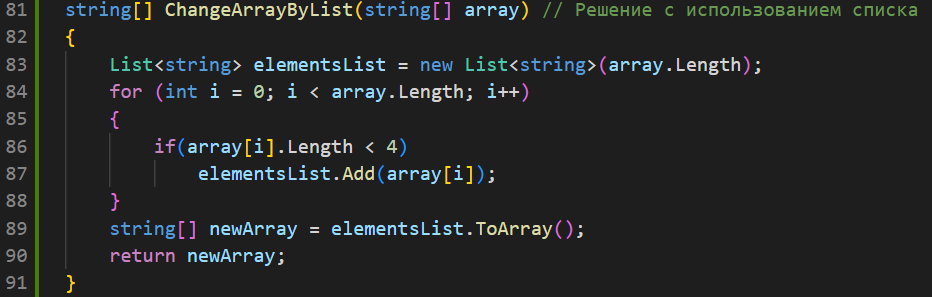 81 string[] ChangeArrayByList(string[] array) // Решение с использованием списка
82 {
83 List<string> elementsList = new List<string>(array.Length);
84 for (int i = 0; i < array.Length; i++)
85 {
86 if(array[i].Length < 4)
87 elementsList.Add(array[i]);
88 }
89 string[] newArray = elementsList.ToArray();
90 return newArray;
91 }